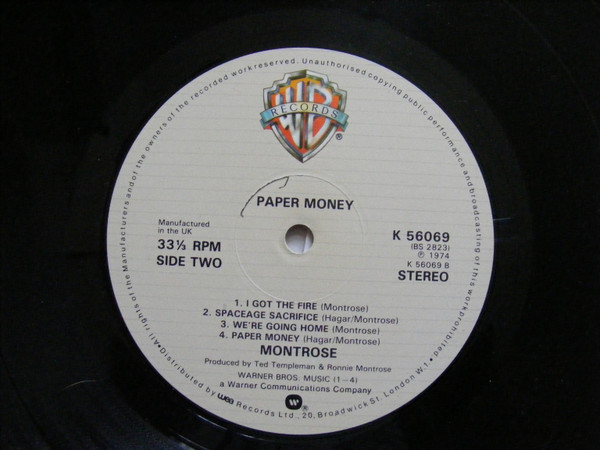 All rights of the Manufacturers and of the owners of the recorded work reserved. Unauthorised copying public performance and broadcasting of this work prohibited.
WB
RECORDS
®
PAPER MONEY
Manufactured
in the UK
33⅓ RPM
SIDE TWO
K 56069
(BS 2823)
℗ 1974
K 56069 B
STEREO
1. I GOT THE FIRE (Montrose)
2. SPACEAGE SACRIFICE (Hagar/Montrose)
3. WE'RE GOING HOME (Montrose)
4. PAPER MONEY (Hagar/Montrose)
MONTROSE
Produced by Ted Templeman & Ronnie Montrose
WARNER BROS. MUSIC (1–4)
a Warner Communications Company
W®
•Distributed by wea Records Ltd., 20, Broadwick St. London W1.•